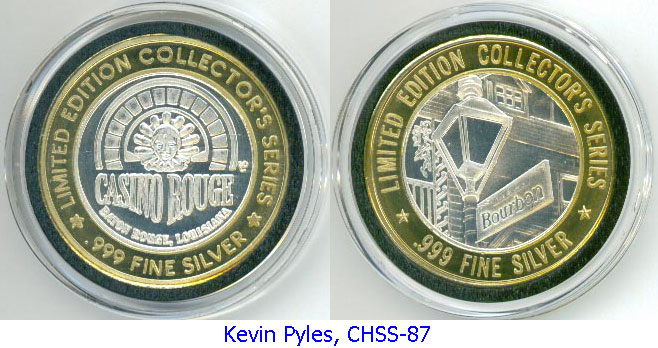 LIMITED EDITION COLLECTOR'S SERIES
CASINO ROUGE
BATON ROUGE, LOUISIANA
.999 FINE SILVER
LIMITED EDITION COLLECTOR'S SERIES
Bourbon
.999 FINE SILVER
Kevin Pyles, CHSS-87